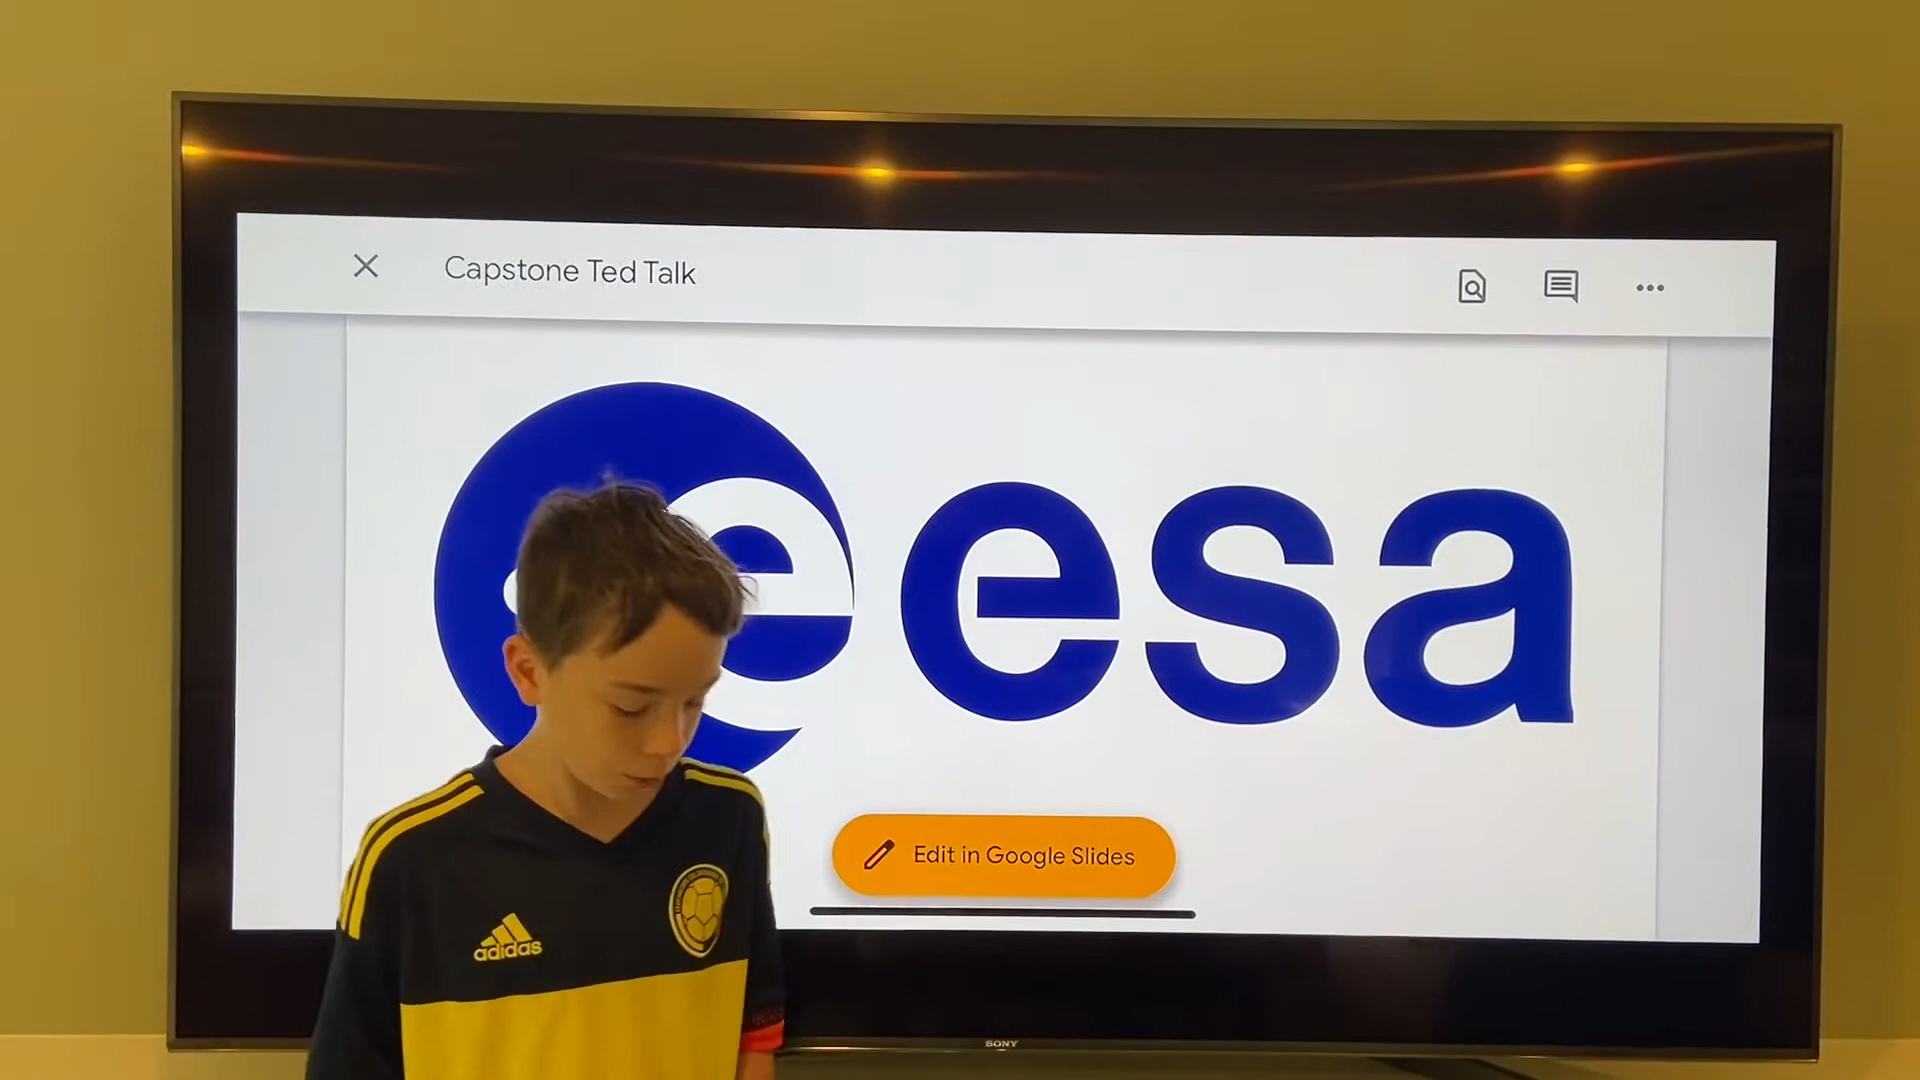 Capstone Ted Talk
e esa
Edit in Google Slides
adidas
SONY